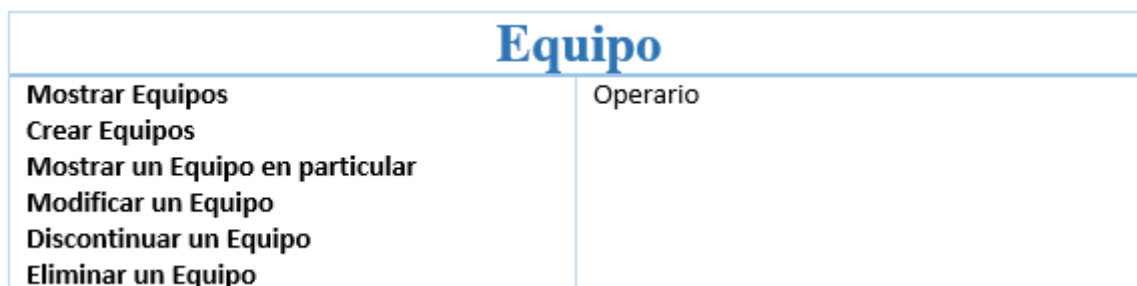 Equipo
Mostrar Equipos
Operario
Crear Equipos
Mostrar un Equipo en particular
Modificar un Equipo
Discontinuar un Equipo
Eliminar un Equipo